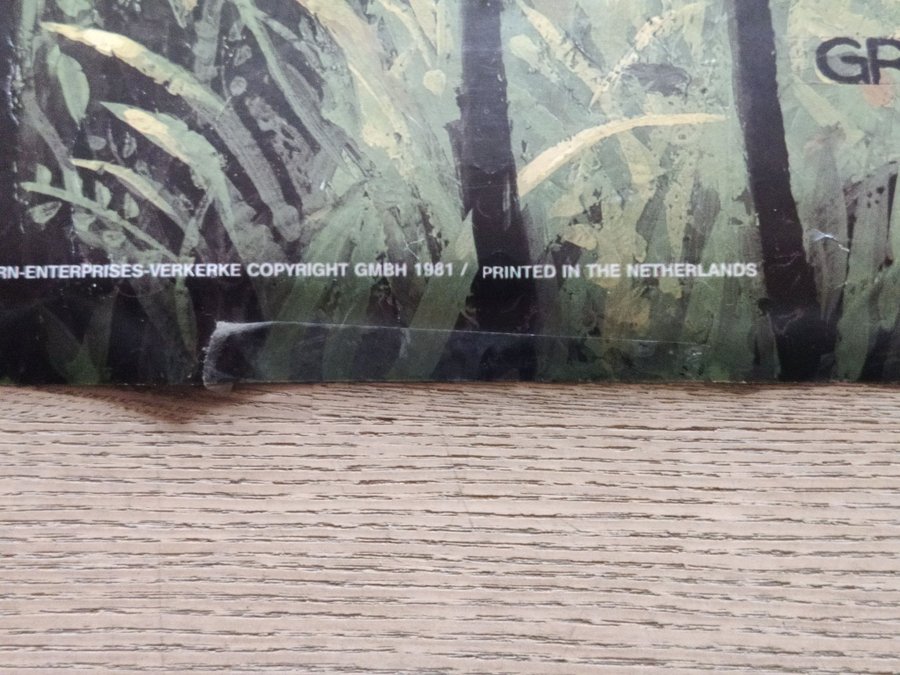 GR
RN-ENTERPRISES-VERKERKE COPYRIGHT GMBH 1981 / PRINTED IN THE NETHERLANDS